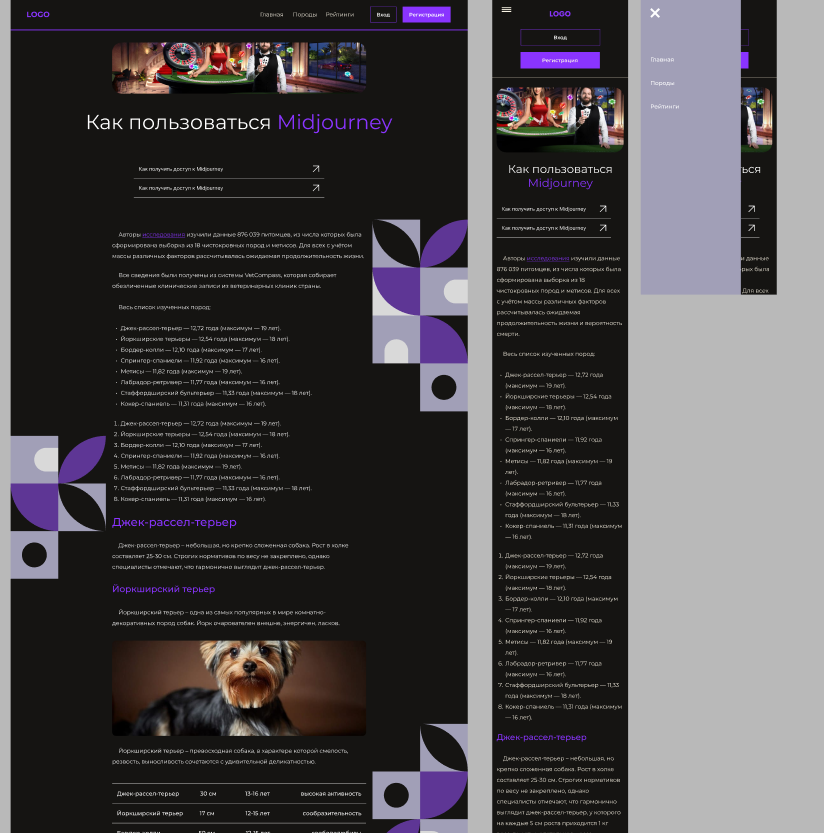 LOGO
Главная Породы Рейтинги
Вход
Регистрация
Как пользоваться Midjourney
Как получить доступ к Midjourney
Как получить доступ к Midjourney
Авторы исследования изучили данные 876 039 питомцев, из числа которых была
сформирована выборка из 18 чистокровных пород и метисов. Для всех с учётом
массы различных факторов рассчитывалась ожидаемая продолжительность жизни.
Все сведения были получены из системы VetCompass, которая собирает
обезличенные клинические записи из ветеринарных клиник страны.
Весь список изученных пород:
• Джек-рассел-терьер — 12,72 года (максимум — 19 лет).
• Йоркширские терьеры — 12,54 года (максимум — 18 лет).
• Бордер-колли — 12,10 года (максимум — 17 лет).
• Спрингер-спаниели — 11,92 года (максимум — 16 лет).
• Метисы — 11,82 года (максимум — 19 лет).
• Лабрадор-ретривер — 11,77 года (максимум — 16 лет).
• Стаффордширский бультерьер — 11,33 года (максимум — 18 лет).
• Кокер-спаниель — 11,31 года (максимум — 16 лет).
1. Джек-рассел-терьер — 12,72 года (максимум — 19 лет).
2. Йоркширские терьеры — 12,54 года (максимум — 18 лет).
3. Бордер-колли — 12,10 года (максимум — 17 лет).
4. Спрингер-спаниели — 11,92 года (максимум — 16 лет).
5. Метисы — 11,82 года (максимум — 19 лет).
6. Лабрадор-ретривер — 11,77 года (максимум — 16 лет).
7. Стаффордширский бультерьер — 11,33 года (максимум — 18 лет).
8. Кокер-спаниель — 11,31 года (максимум — 16 лет).
Джек-рассел-терьер
Джек-рассел-терьер – небольшая, но крепко сложенная собака. Рост в холке
составляет 25-30 см. Строгих нормативов по весу не закреплено, однако
специалисты отмечают, что гармонично выглядит джек-рассел-терьер.
Йоркширский терьер
Йоркширский терьер – одна из самых популярных в мире комнатно-
декоративных пород собак. Йорк очарователен внешне, энергичен, ласков.
Йоркширский терьер – превосходная собака, в характере которой смелость,
резвость, выносливость сочетаются с удивительной деликатностью.
Джек-рассел-терьер 30 см 13-16 лет высокая активность
Йоркширский терьер 17 см 12-15 лет сообразительность
LOGO
Вход
Регистрация
Как пользоваться
Midjourney
Как получить доступ к Midjourney
Как получить доступ к Midjourney
Авторы исследования изучили данные
876 039 питомцев, из числа которых была
сформирована выборка из 18
чистокровных пород и метисов. Для всех
с учётом массы различных факторов
рассчитывалась ожидаемая
продолжительность жизни и вероятность
смерти.
Весь список изученных пород:
• Джек-рассел-терьер — 12,72 года
(максимум — 19 лет).
• Йоркширские терьеры — 12,54 года
(максимум — 18 лет).
• Бордер-колли — 12,10 года (максимум
— 17 лет).
• Спрингер-спаниели — 11,92 года
(максимум — 16 лет).
• Метисы — 11,82 года (максимум — 19
лет).
• Лабрадор-ретривер — 11,77 года
(максимум — 16 лет).
• Стаффордширский бультерьер — 11,33
года (максимум — 18 лет).
• Кокер-спаниель — 11,31 года (максимум
— 16 лет).
1. Джек-рассел-терьер — 12,72 года
(максимум — 19 лет).
2. Йоркширские терьеры — 12,54 года
(максимум — 18 лет).
3. Бордер-колли — 12,10 года (максимум
— 17 лет).
4. Спрингер-спаниели — 11,92 года
(максимум — 16 лет).
5. Метисы — 11,82 года (максимум — 19
лет).
6. Лабрадор-ретривер — 11,77 года
(максимум — 16 лет).
7. Стаффордширский бультерьер — 11,33
года (максимум — 18 лет).
8. Кокер-спаниель — 11,31 года (максимум
— 16 лет).
Джек-рассел-терьер
Джек-рассел-терьер – небольшая, но
крепко сложенная собака. Рост в холке
составляет 25-30 см. Строгих нормативов
по весу не закреплено, однако
специалисты отмечают, что гармонично
выглядит джек-рассел-терьер, у которого
на каждые 5 см роста приходится 1 кг
Главная
Породы
Рейтинги
ться
и данные
рых была
Для всех